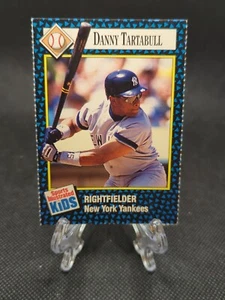 DANNY TARTABULL
Sports Illustrated
KIDS
RIGHTFIELDER
New York Yankees